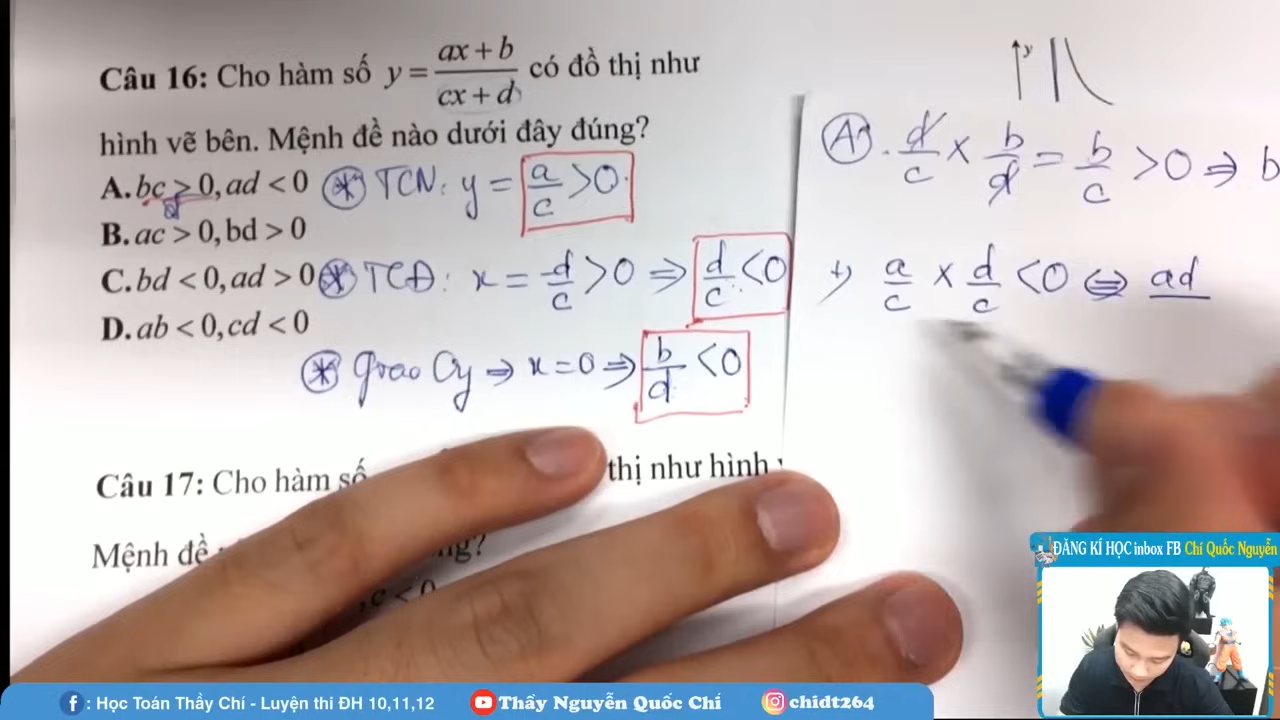 Câu 16: Cho hàm số y = (ax + b)/(cx + d) có đồ thị như
hình vẽ bên. Mệnh đề nào dưới đây đúng?
A. bc > 0, ad < 0
B. ac > 0, bd > 0
C. bd < 0, ad > 0
D. ab < 0, cd < 0
* TCN: y = a/c > 0
d
* TCĐ: x = -d/c > 0 ⇒ d/c < 0
* giao Oy ⇒ x = 0 ⇒ b/d < 0
y
A. d/c × b/d = b/c > 0 ⇒ b
+) a/c × d/c < 0 ⇔ ad
Câu 17: Cho hàm số
thị như hình
Mệnh đề
ng?
, c < 0
ĐĂNG KÍ HỌC inbox FB Chí Quốc Nguyễn
f : Học Toán Thầy Chí - Luyện thi ĐH 10,11,12
Thầy Nguyễn Quốc Chí
chidt264